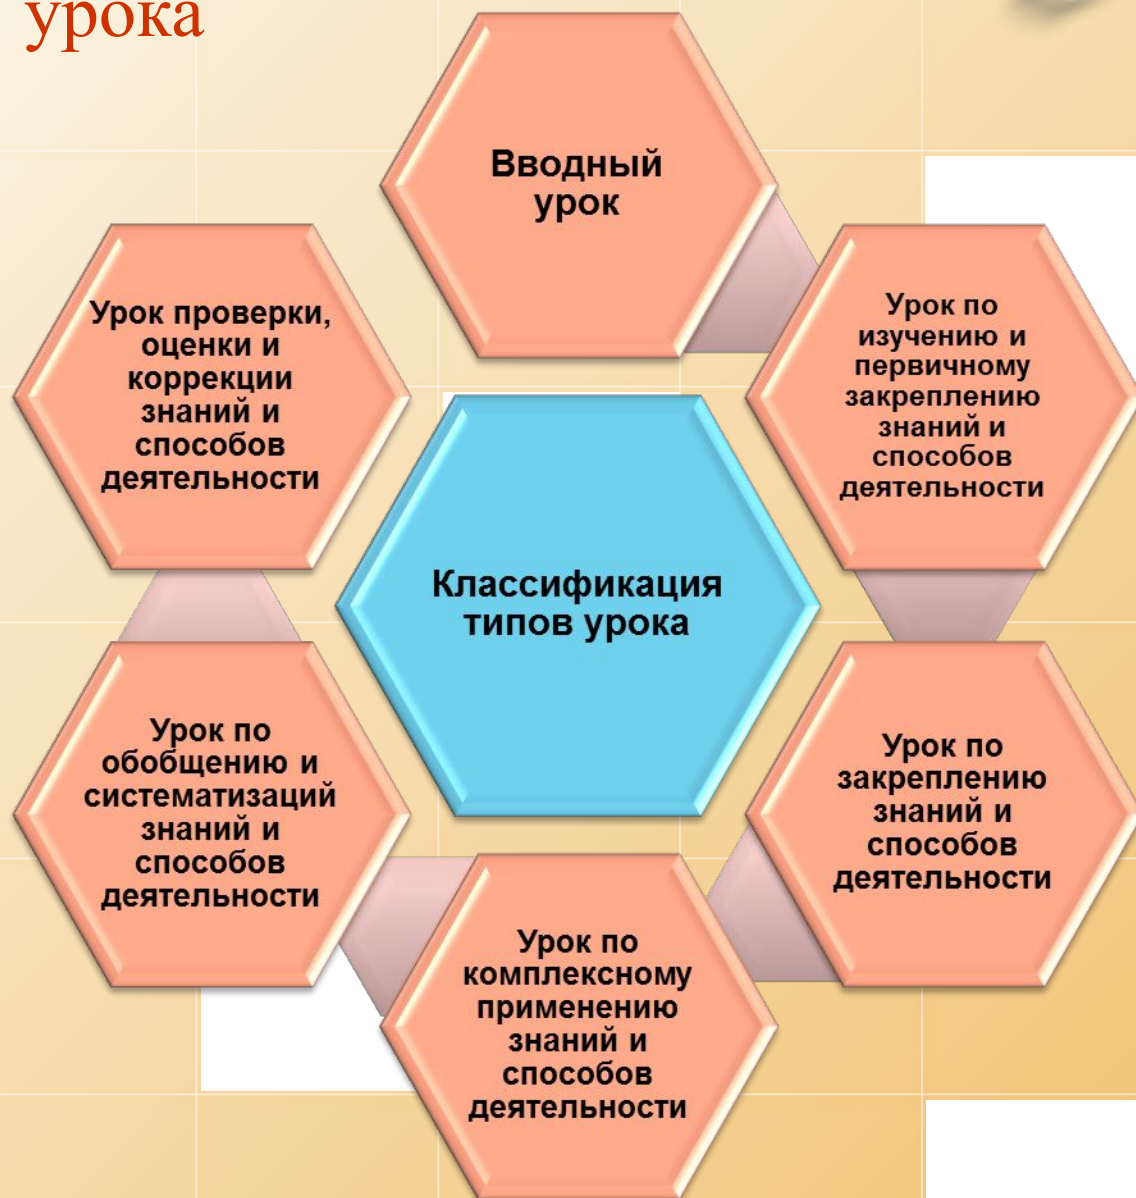 урока
Вводный
урок
Урок по
изучению и
первичному
закреплению
знаний и
способов
деятельности
Урок по
закреплению
знаний и
способов
деятельности
Урок по
комплексному
применению
знаний и
способов
деятельности
Урок по
обобщению и
систематизаций
знаний и
способов
деятельности
Урок проверки,
оценки и
коррекции
знаний и
способов
деятельности
Классификация
типов урока